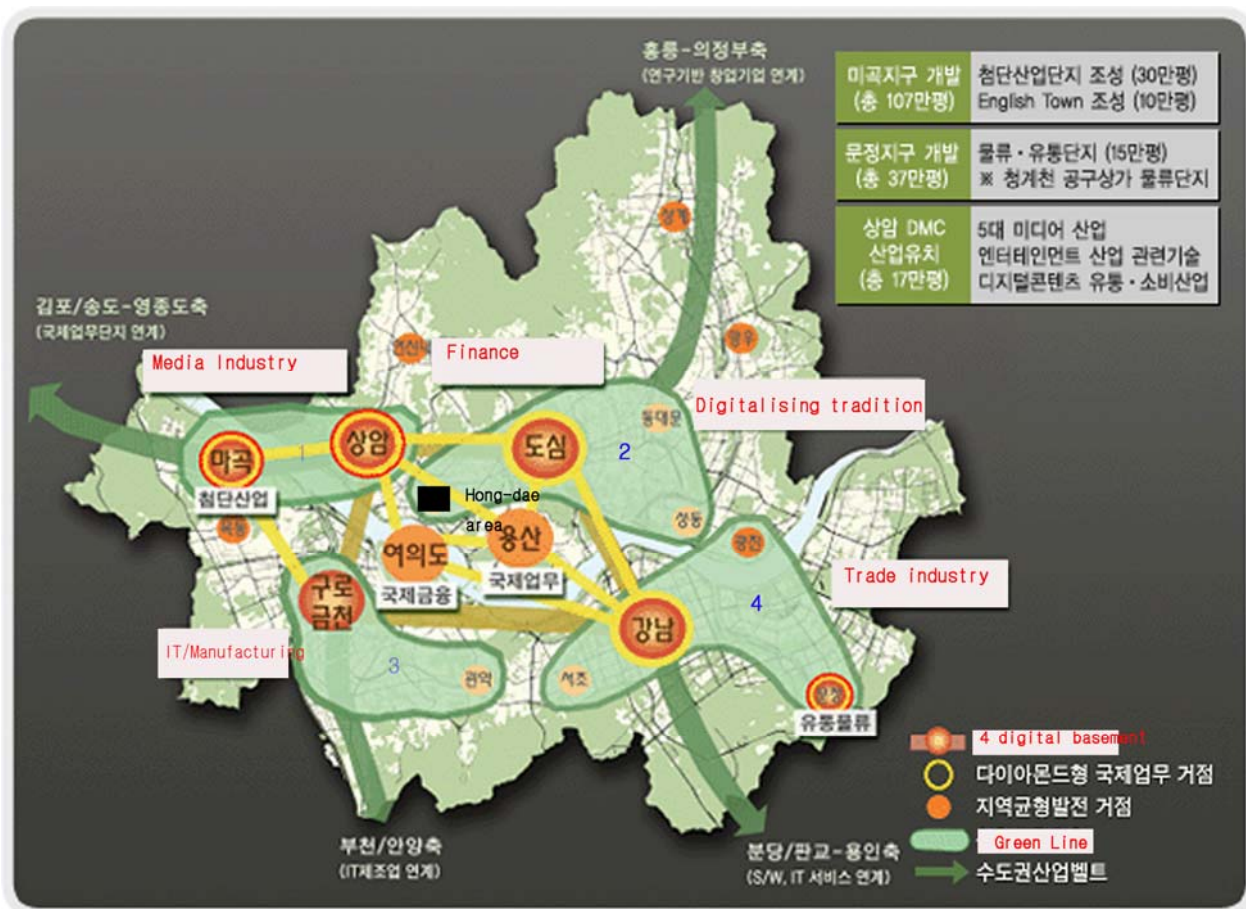 홍릉-의정부축
(연구기반 창업기업 연계)
미곡지구 개발
(총 107만평)
첨단산업단지 조성 (30만평)
English Town 조성 (10만평)
문정지구 개발
(총 37만평)
물류·유통단지 (15만평)
※ 청계천 공구상가 물류단지
상암 DMC
산업유치
(총 17만평)
5대 미디어 산업
엔터테인먼트 산업 관련기술
디지털콘텐츠 유통·소비산업
김포/송도-영종도축
(국제업무단지 연계)
Media Industry
Finance
Digitalising tradition
망우
동대문
마곡
첨단산업
1
상암
도심
2
Hong-dae
area
성동
여의도
국제금융
용산
국제업무
광진
Trade industry
4
구로
금천
강남
IT/Manufacturing
3
관악
서초
문정
유통물류
4 digital basement
다이아몬드형 국제업무 거점
지역균형발전 거점
Green Line
수도권산업벨트
부천/안양축
(IT제조업 연계)
분당/판교-용인축
(S/W, IT 서비스 연계)